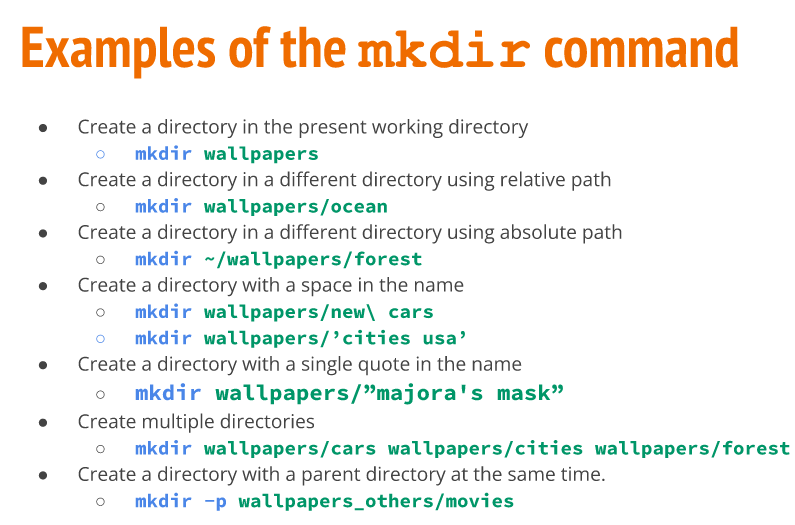 Examples of the mkdir command
● Create a directory in the present working directory
○ mkdir wallpapers
● Create a directory in a different directory using relative path
○ mkdir wallpapers/ocean
● Create a directory in a different directory using absolute path
○ mkdir ~/wallpapers/forest
● Create a directory with a space in the name
○ mkdir wallpapers/new\ cars
○ mkdir wallpapers/’cities usa’
● Create a directory with a single quote in the name
○ mkdir wallpapers/”majora's mask”
● Create multiple directories
○ mkdir wallpapers/cars wallpapers/cities wallpapers/forest
● Create a directory with a parent directory at the same time.
○ mkdir -p wallpapers_others/movies